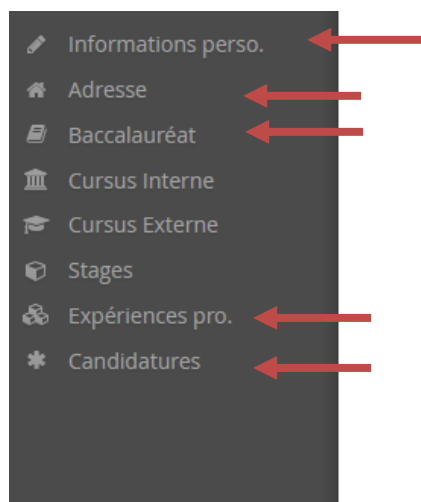 Informations perso.
Adresse
Baccalauréat
Cursus Interne
Cursus Externe
Stages
Expériences pro.
Candidatures